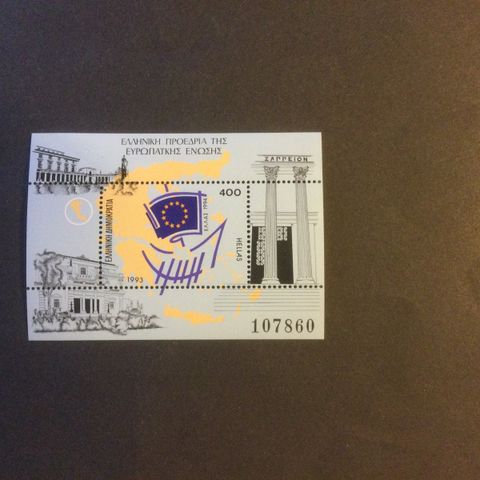 ΕΛΛΗΝΙΚΗ ΠΡΟΕΔΡΙΑ ΤΗΣ
ΕΥΡΩΠΑΪΚΗΣ ΕΝΩΣΗΣ
ΖΑΠΠΕΙΟΝ
400
ΕΛΛΗΝΙΚΗ ΔΗΜΟΚΡΑΤΙΑ
ΕΛΛΑΣ 1994
HELLAS
1993
107860